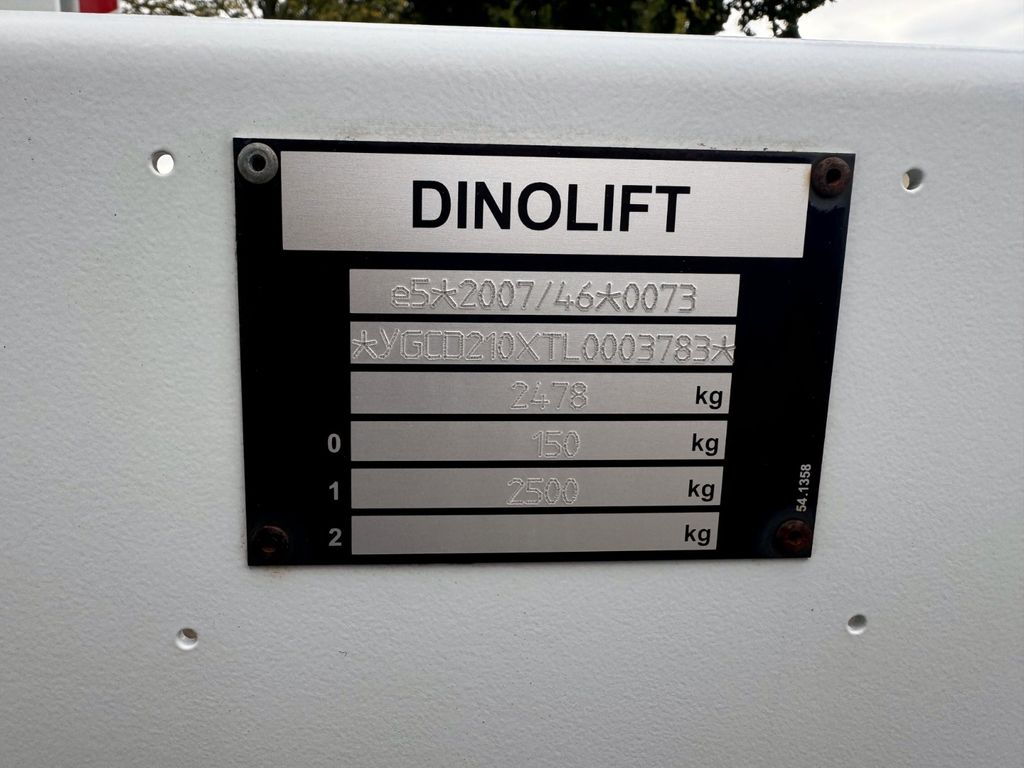 DINOLIFT
e5*2007/46*0073
*YGCD210XTL0003783*
2478 kg
0 150 kg
1 2500 kg
2 kg
54.1358